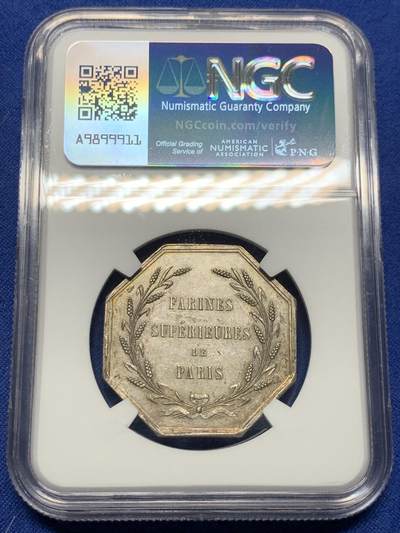 NGC
Numismatic Guaranty Company
NGCcoin.com/verify
A9899911
Official Grading
Service of
AMERICAN
NUMISMATIC
ASSOCIATION
P·N·G
FARINES
SUPÉRIEURES
DE
PARIS